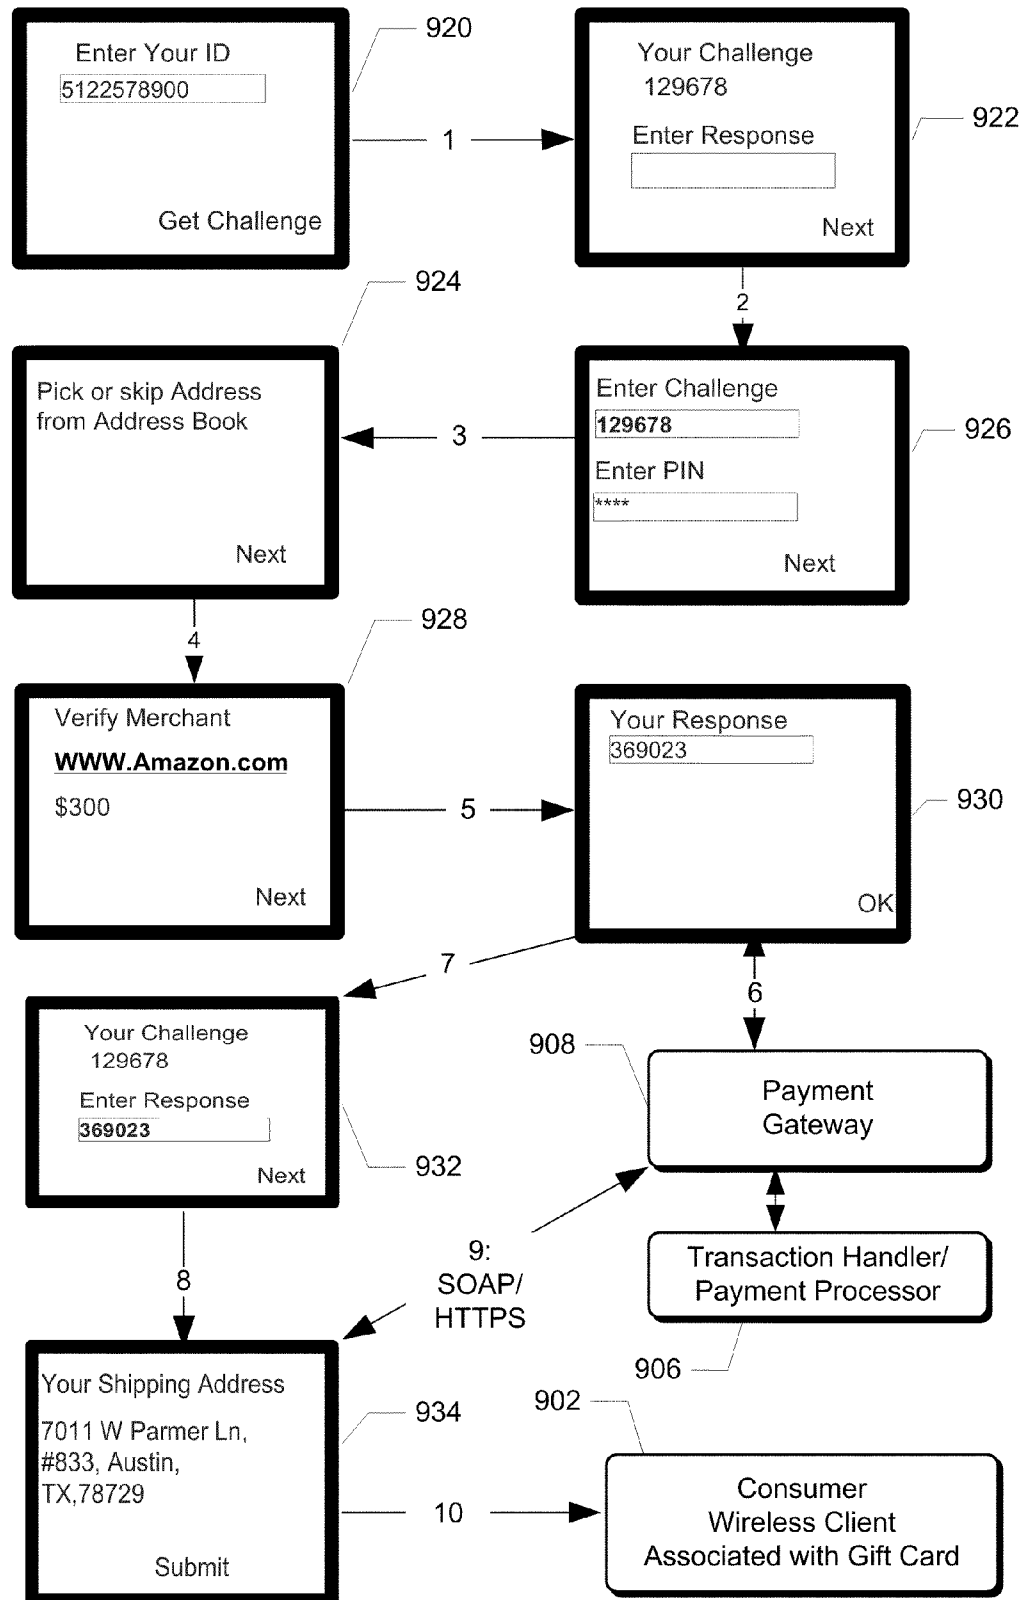 Enter Your ID
5122578900
Get Challenge
920
1
Your Challenge
129678
Enter Response
Next
922
2
924
Pick or skip Address
from Address Book
Next
3
Enter Challenge
129678
Enter PIN
****
Next
926
4
928
Verify Merchant
WWW.Amazon.com
$300
Next
5
Your Response
369023
OK
930
7
6
Your Challenge
129678
Enter Response
369023
Next
932
908
Payment
Gateway
8
9:
SOAP/
HTTPS
Transaction Handler/
Payment Processor
906
Your Shipping Address
7011 W Parmer Ln,
#833, Austin,
TX,78729
Submit
934
10
902
Consumer
Wireless Client
Associated with Gift Card